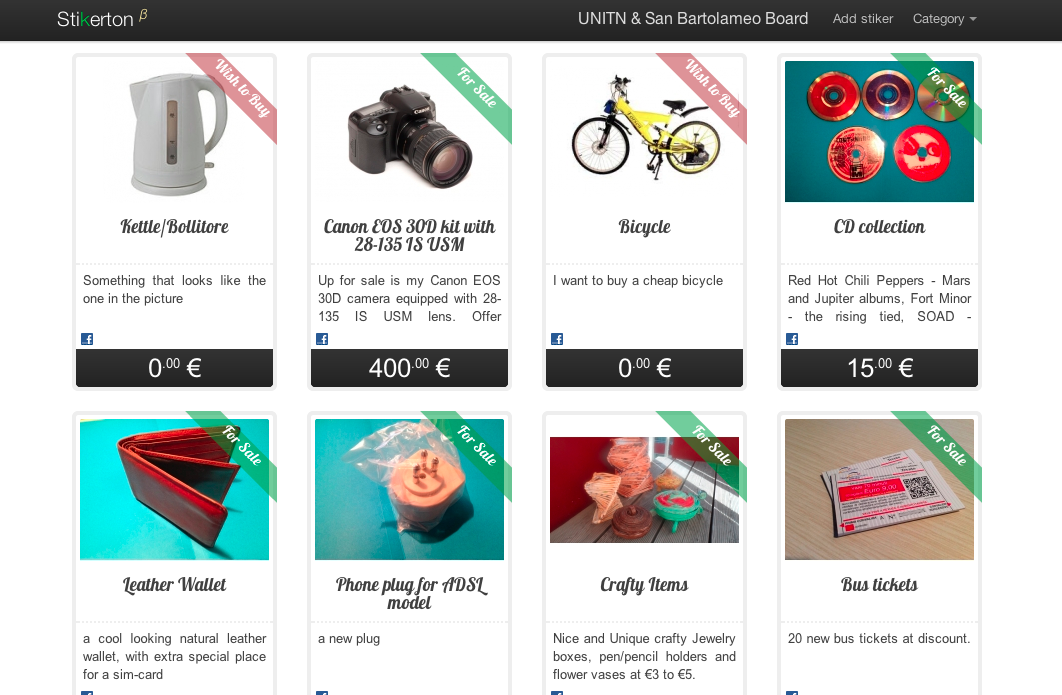 Stikerton β
UNITN & San Bartolameo Board
Add stiker
Category
Wish to Buy
For Sale
Wish to Buy
For Sale
Canon
Kettle/Bollitore
Canon EOS 30D kit with
28-135 IS USM
Bicycle
CD collection
Something that looks like the
one in the picture
Up for sale is my Canon EOS
30D camera equipped with 28-
135 IS USM lens. Offer
I want to buy a cheap bicycle
Red Hot Chili Peppers - Mars
and Jupiter albums, Fort Minor
- the rising tied, SOAD -
0.00 €
400.00 €
0.00 €
15.00 €
For Sale
For Sale
For Sale
For Sale
Leather Wallet
Phone plug for ADSL
model
Crafty Items
Bus tickets
a cool looking natural leather
wallet, with extra special place
for a sim-card
a new plug
Nice and Unique crafty Jewelry
boxes, pen/pencil holders and
flower vases at €3 to €5.
20 new bus tickets at discount.